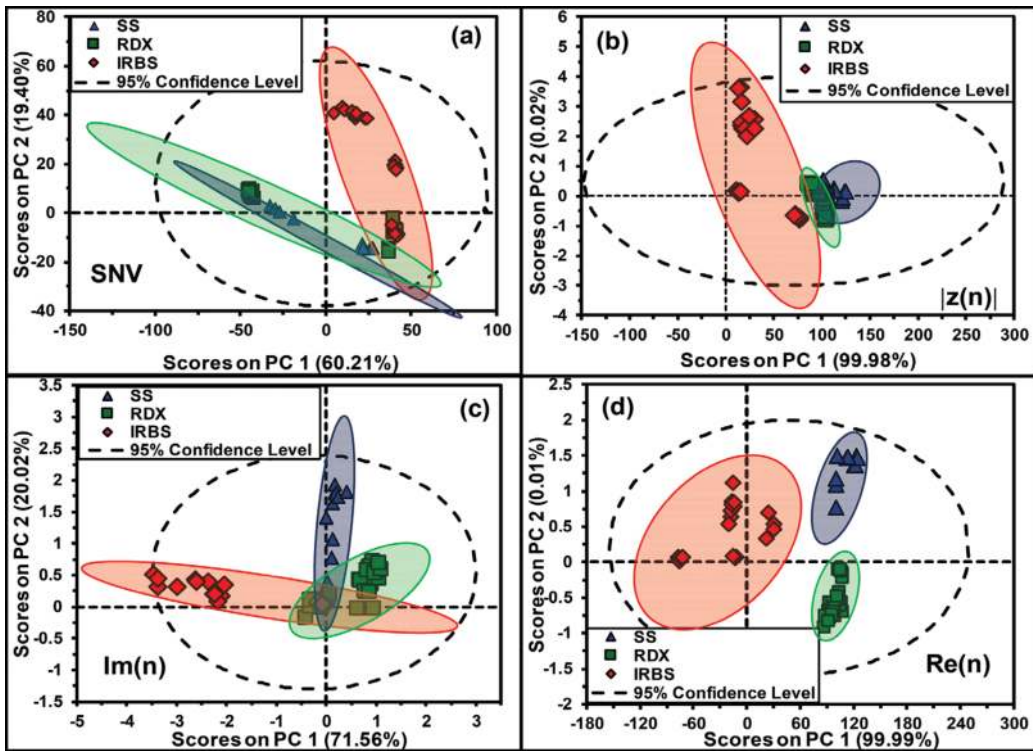 SS
RDX
IRBS
95% Confidence Level
(a)
80
60
40
20
0
-20
-40
-150
-100
-50
0
50
100
SNV
Scores on PC 2 (19.40%)
Scores on PC 1 (60.21%)
SS
RDX
IRBS
95% Confidence Level
(b)
6
5
4
3
2
1
0
-1
-2
-3
-4
-150
-100
-50
0
50
100
150
200
250
300
|z(n)|
Scores on PC 2 (0.02%)
Scores on PC 1 (99.98%)
SS
RDX
IRBS
95% Confidence Level
(c)
3.5
3
2.5
2
1.5
1
0.5
0
0.5
-1
-1.5
-5
-4
-3
-2
-1
0
1
2
3
Im(n)
Scores on PC 2 (20.02%)
Scores on PC 1 (71.56%)
SS
RDX
IRBS
95% Confidence Level
(d)
2.5
2
1.5
1
0.5
0
-0.5
-1
-1.5
-2
-180
-120
-60
0
60
120
180
240
300
Re(n)
Scores on PC 2 (0.01%)
Scores on PC 1 (99.99%)